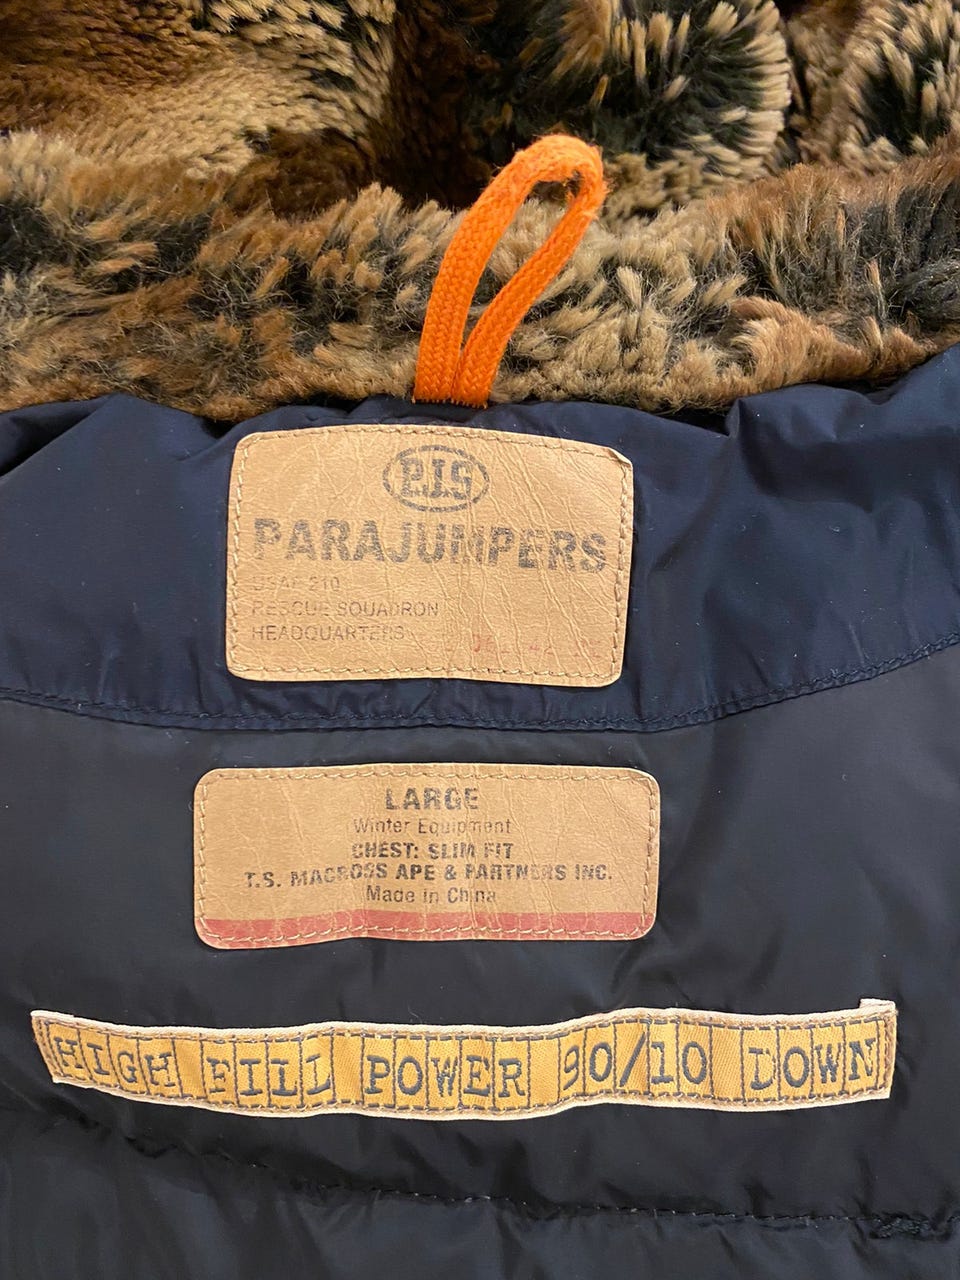 PJS
PARAJUMPERS
USAF 210
RESCUE SQUADRON
HEADQUARTERS
LARGE
Winter Equipment
CHEST: SLIM FIT
T.S. MACROSS APE & PARTNERS INC.
Made in China
HIGH FILL POWER 90/10 DOWN